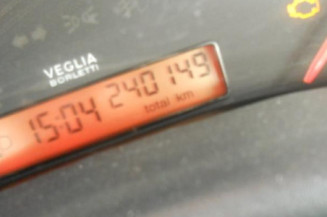 VEGLIA
BORLETTI
15:04 240149
total km